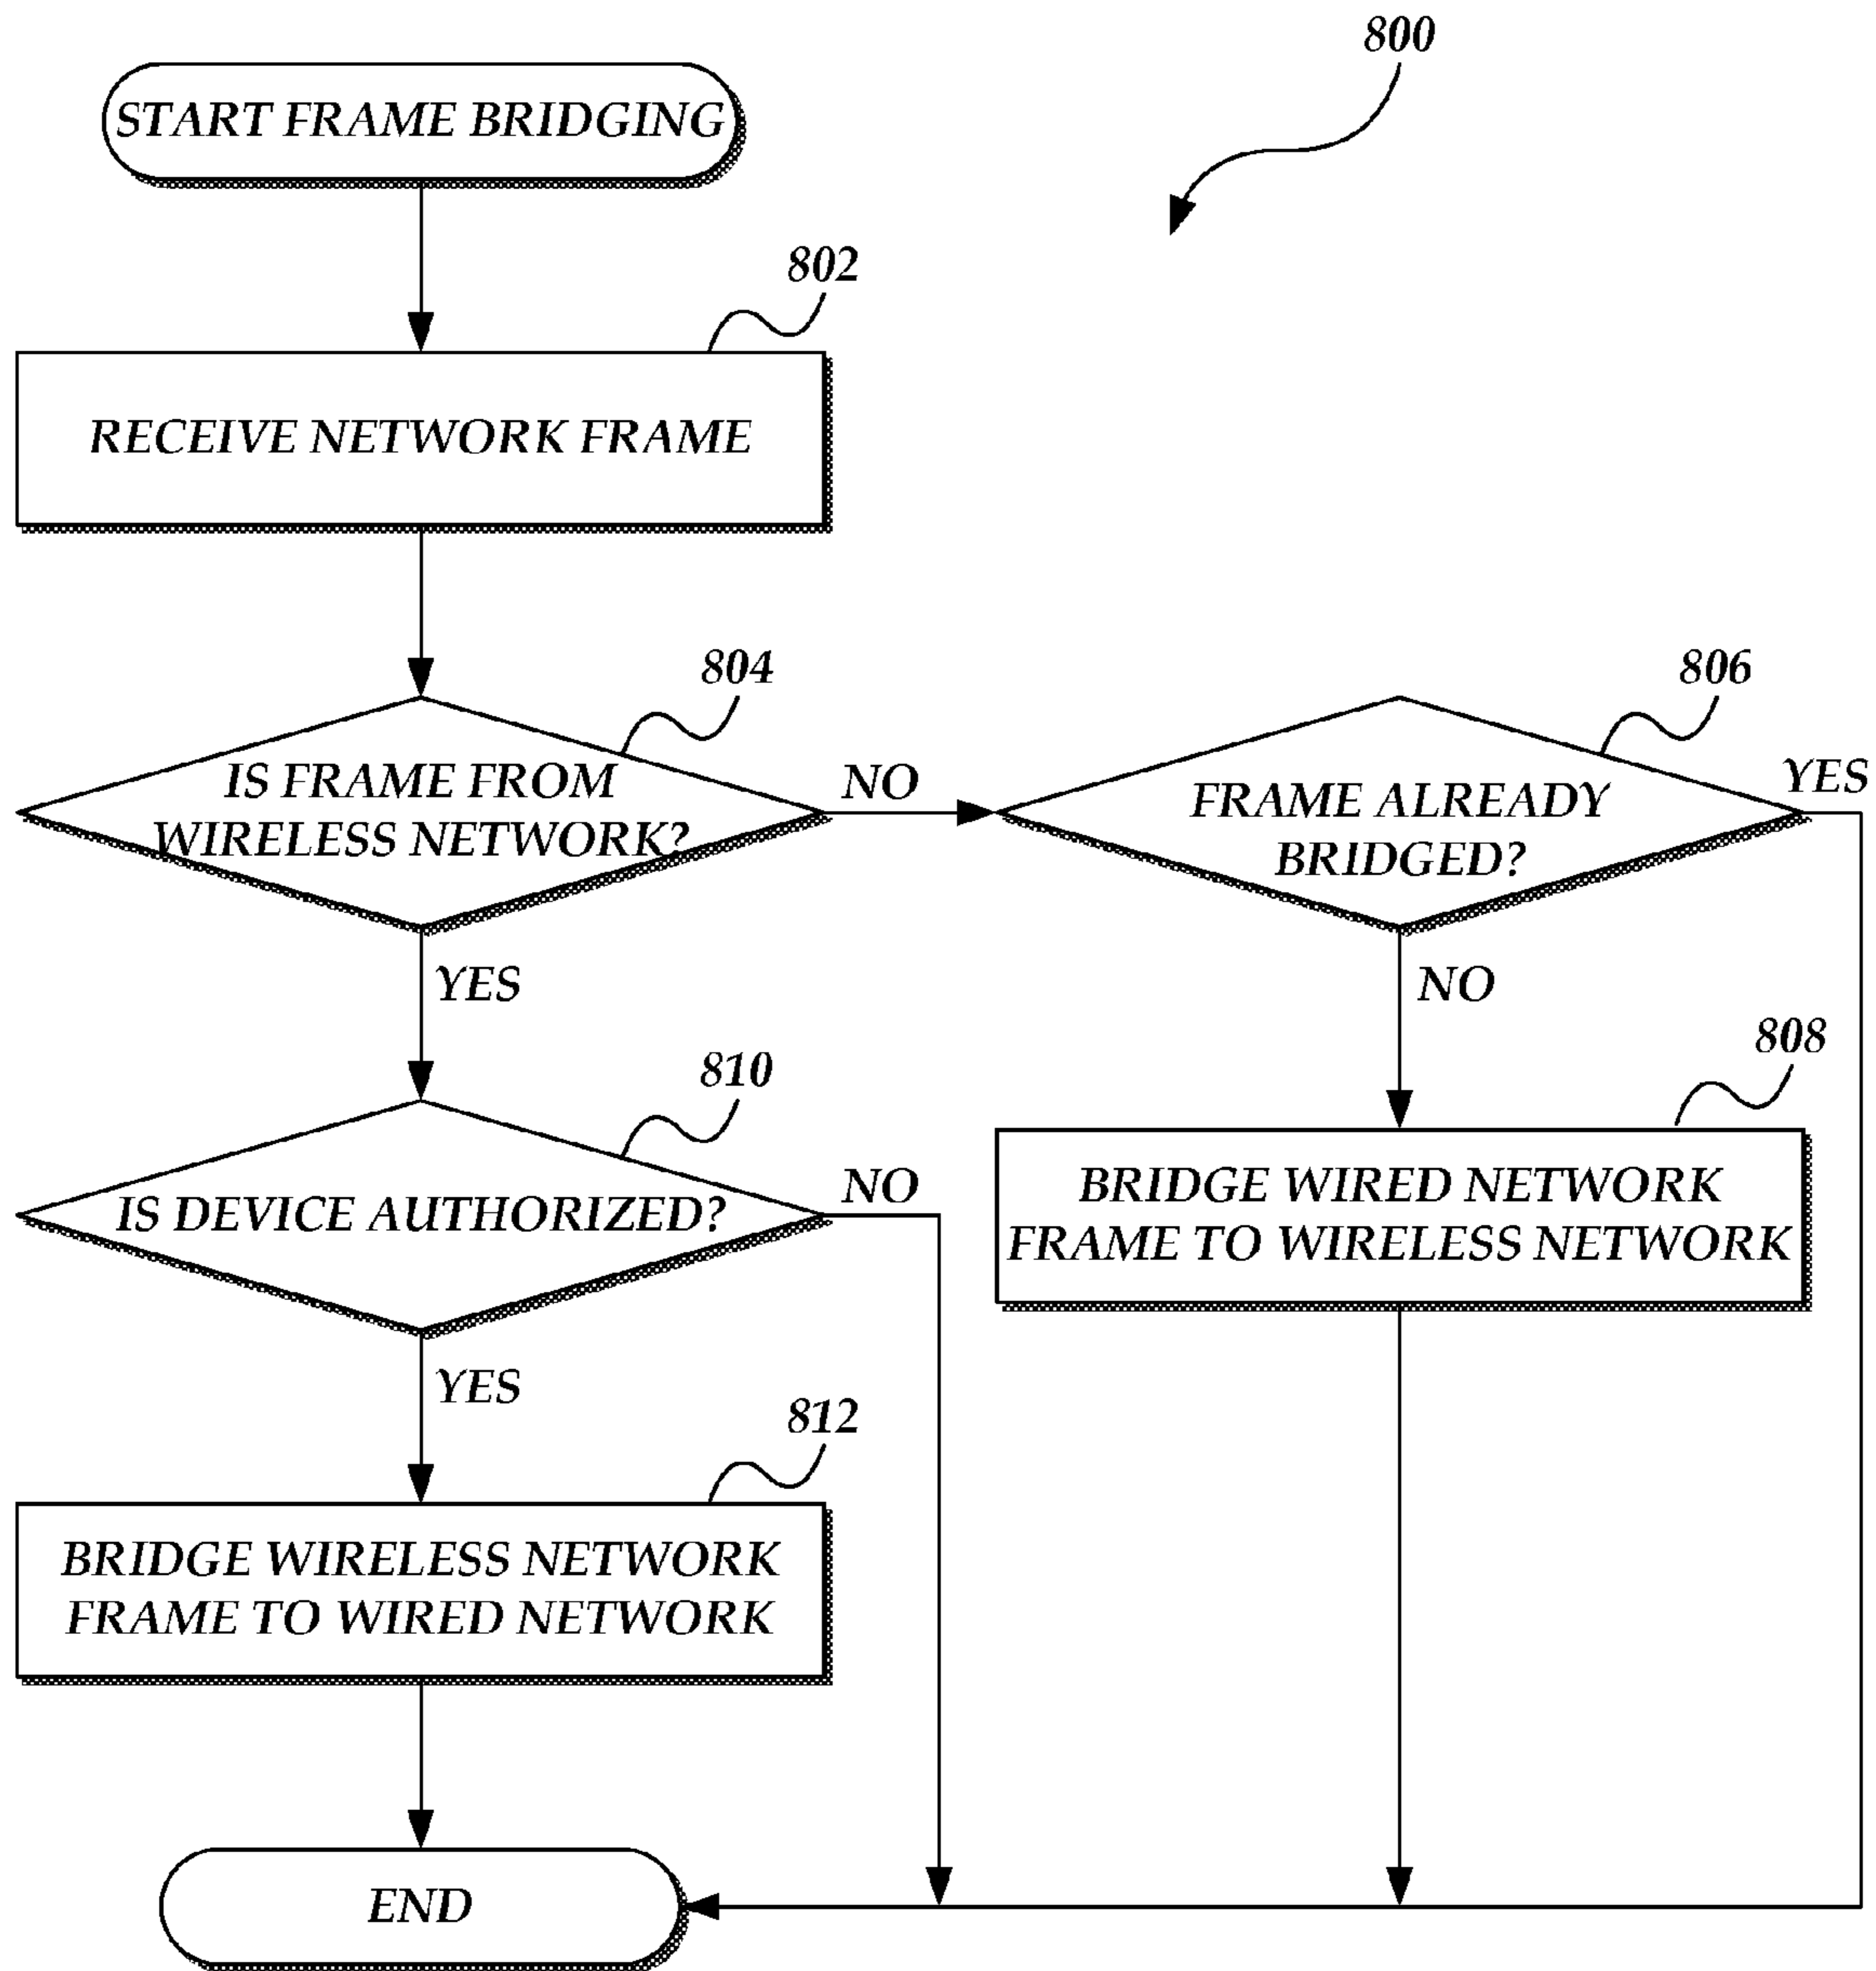 800
START FRAME BRIDGING
802
RECEIVE NETWORK FRAME
804
IS FRAME FROM
WIRELESS NETWORK?
NO
806
FRAME ALREADY
BRIDGED?
YES
YES
NO
810
IS DEVICE AUTHORIZED?
NO
808
BRIDGE WIRED NETWORK
FRAME TO WIRELESS NETWORK
YES
812
BRIDGE WIRELESS NETWORK
FRAME TO WIRED NETWORK
END